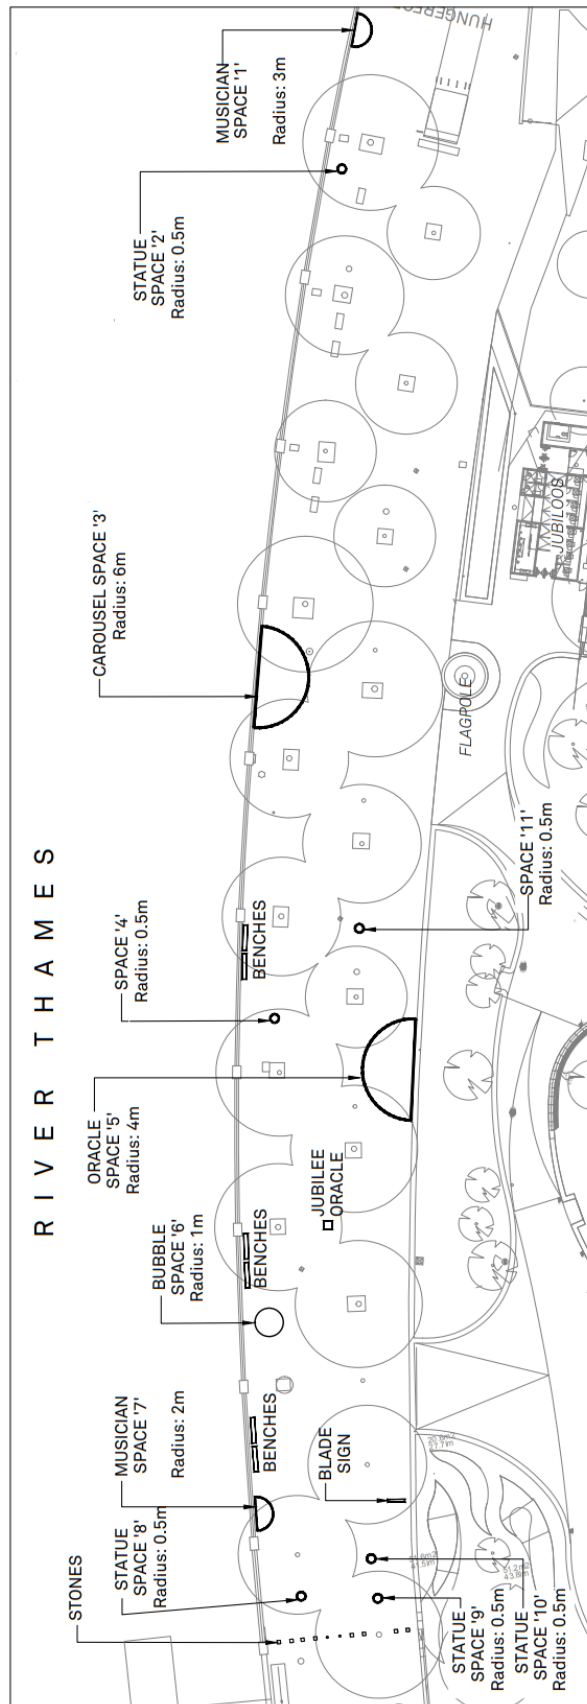 RIVER THAMES
STONES
STATUE
SPACE '8'
Radius: 0.5m
MUSICIAN
SPACE '7'
Radius: 2m
BUBBLE
SPACE '6'
Radius: 1m
ORACLE
SPACE '5'
Radius: 4m
SPACE '4'
Radius: 0.5m
CAROUSEL SPACE '3'
Radius: 6m
STATUE
SPACE '2'
Radius: 0.5m
MUSICIAN
SPACE '1'
Radius: 3m
BENCHES
BENCHES
BENCHES
JUBILEE
ORACLE
BLADE
SIGN
STATUE
SPACE '9'
Radius: 0.5m
STATUE
SPACE '10'
Radius: 0.5m
SPACE '11'
Radius: 0.5m
FLAGPOLE
JUBILOOS